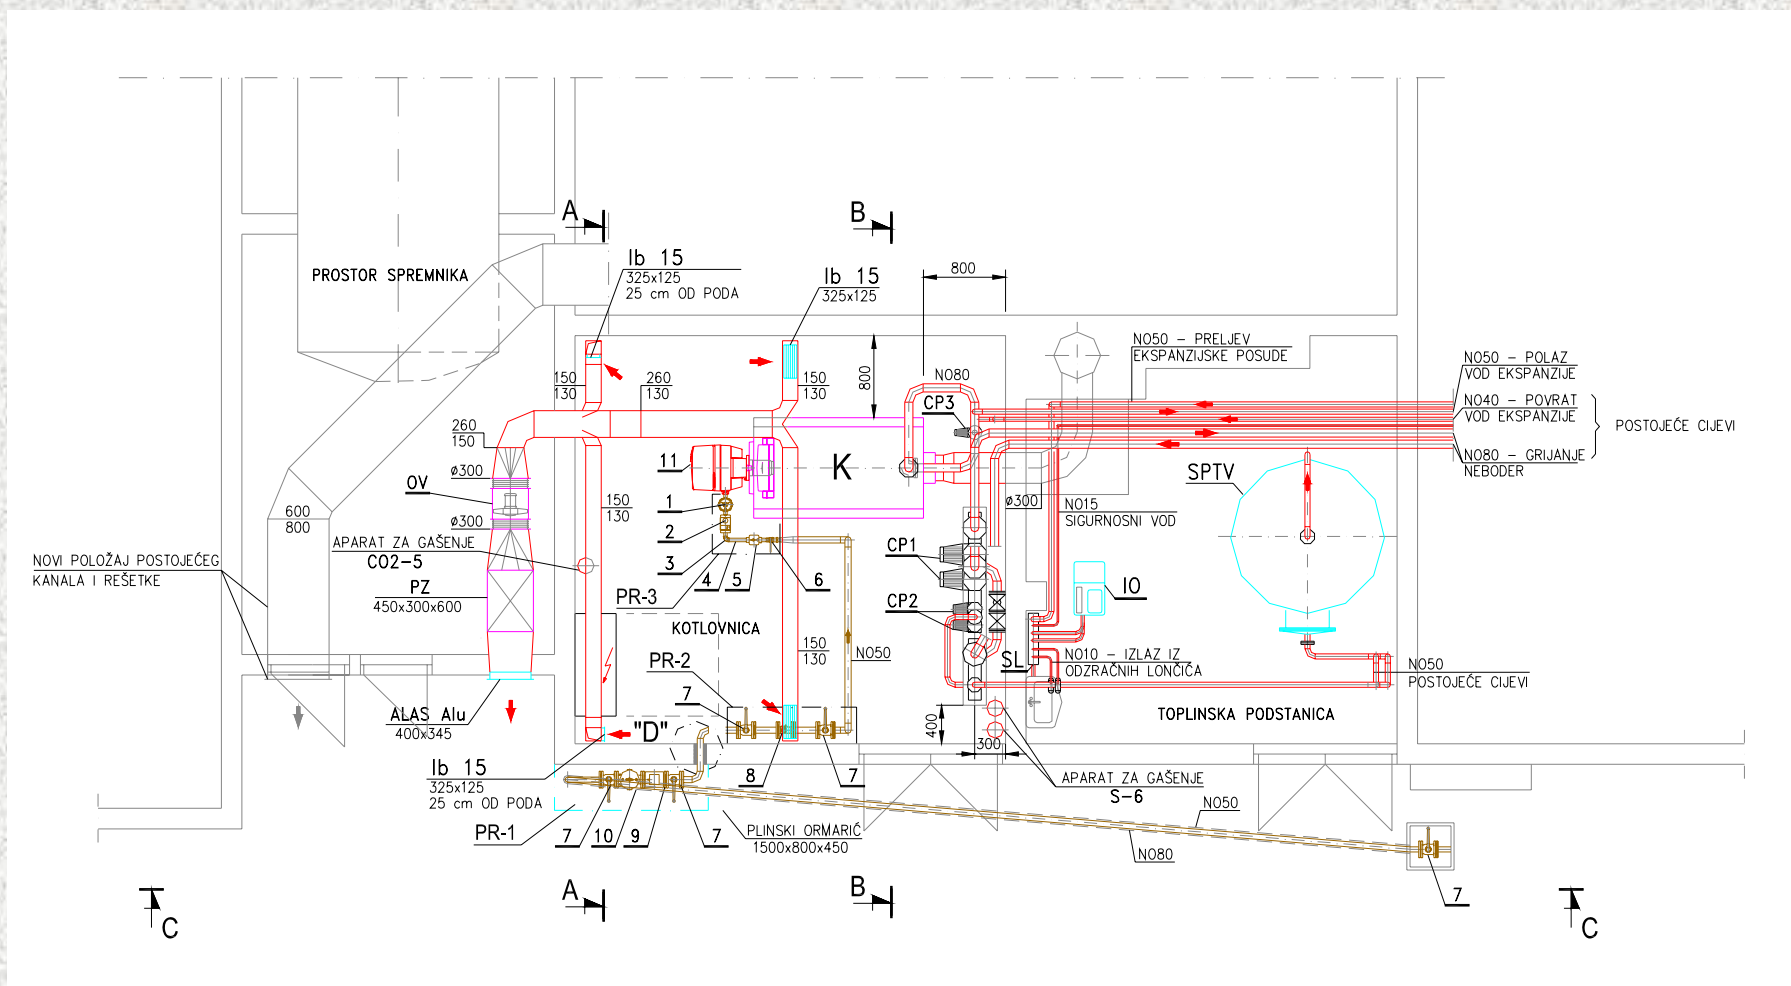 A
B
PROSTOR SPREMNIKA
Ib 15
325x125
25 cm OD PODA
Ib 15
325x125
800
800
NO80
NO50 – PRELJEV
EKSPANZIJSKE POSUDE
NO50 – POLAZ
VOD EKSPANZIJE
NO40 – POVRAT
VOD EKSPANZIJE
POSTOJEĆE CIJEVI
NO80 – GRIJANJE
NEBODER
150
130
260
130
150
130
CP3
260
150
ø300
OV
ø300
11
K
SPTV
ø300
NO15
SIGURNOSNI VOD
600
800
150
130
1
2
3
4
5
6
APARAT ZA GAŠENJE
CO2-5
PZ
450x300x600
NOVI POLOŽAJ POSTOJEĆEG
KANALA I REŠETKE
CP1
CP2
IO
PR-3
KOTLOVNICA
150
130
NO50
PR-2
SL
NO10 – IZLAZ IZ
ODZRAČNIH LONČIĆA
NO50
POSTOJEĆE CIJEVI
7
ALAS Alu
400x345
"D"
400
300
TOPLINSKA PODSTANICA
Ib 15
325x125
25 cm OD PODA
8
7
APARAT ZA GAŠENJE
S-6
PR-1
7
10
9
7
PLINSKI ORMARIĆ
1500x800x450
NO50
NO80
7
A
B
C
C